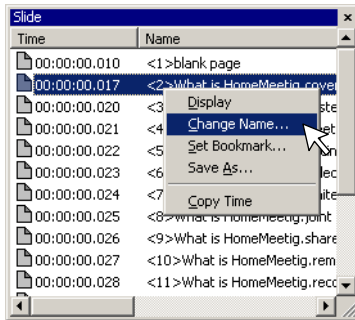 Slide
Time Name
00:00:00.010 <1>blank page
00:00:00.017 <2>What is HomeMeetig.cover
00:00:00.020 <3
Display
00:00:00.021 <4
Change Name...
00:00:00.022 <5
Set Bookmark...
00:00:00.023 <6
Save As...
00:00:00.024 <7
Copy Time
00:00:00.025 <8>What is HomeMeetig.joint
00:00:00.026 <9>What is HomeMeetig.share
00:00:00.027 <10>What is HomeMeetig.rem
00:00:00.028 <11>What is HomeMeetig.reco